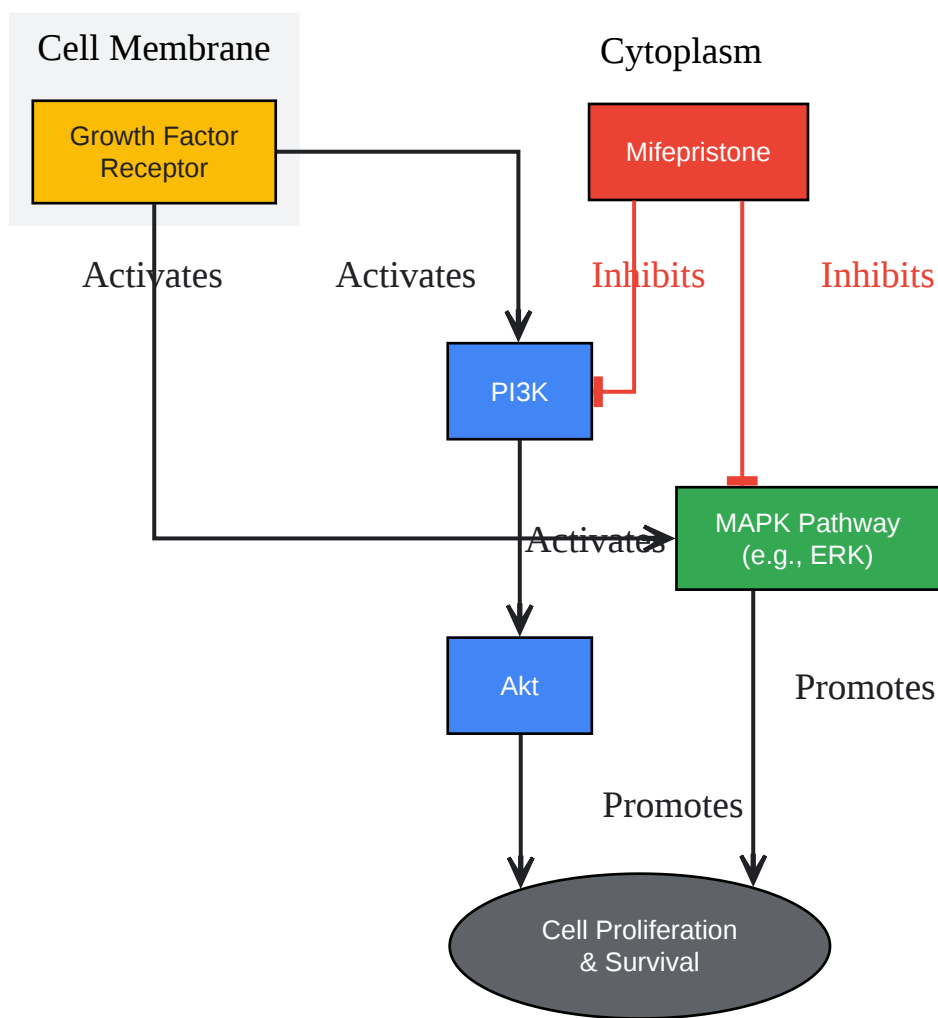 Cell Membrane
Cytoplasm
Growth Factor
Receptor
Mifepristone
Activates
Activates
Inhibits
Inhibits
PI3K
MAPK Pathway
(e.g., ERK)
Activates
Akt
Promotes
Promotes
Cell Proliferation
& Survival